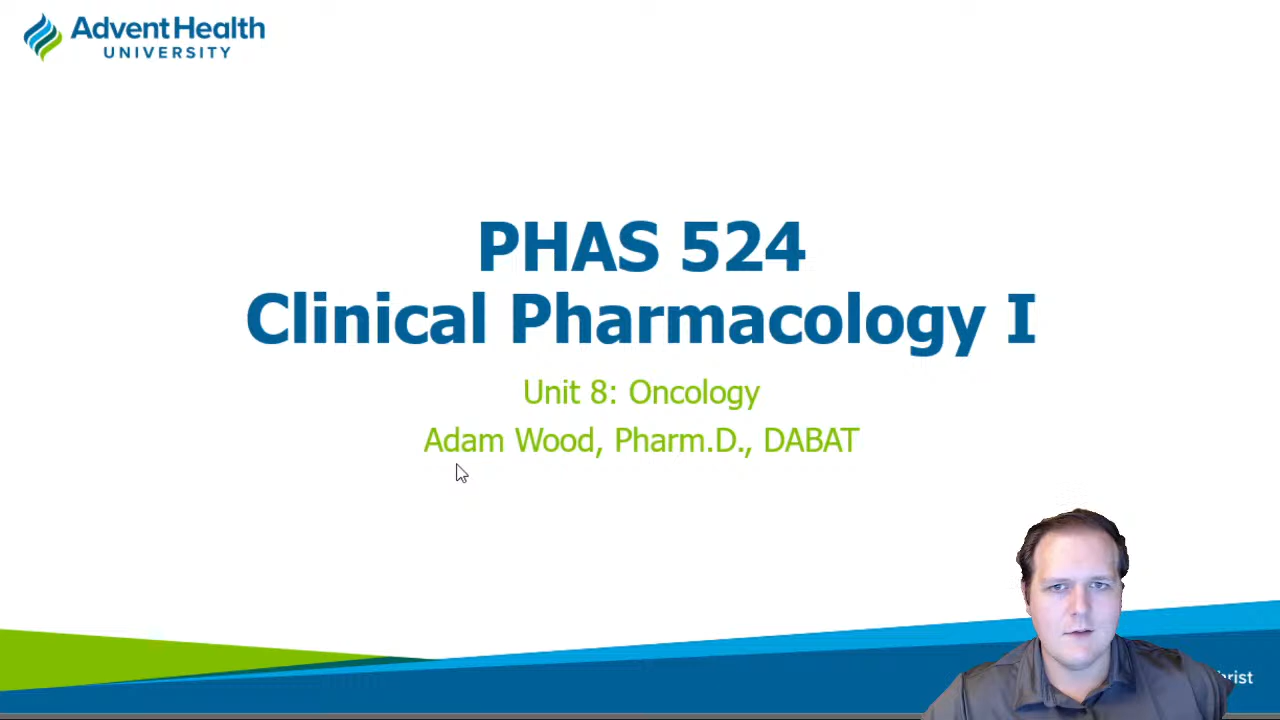 AdventHealth
UNIVERSITY
PHAS 524
Clinical Pharmacology I
Unit 8: Oncology
Adam Wood, Pharm.D., DABAT